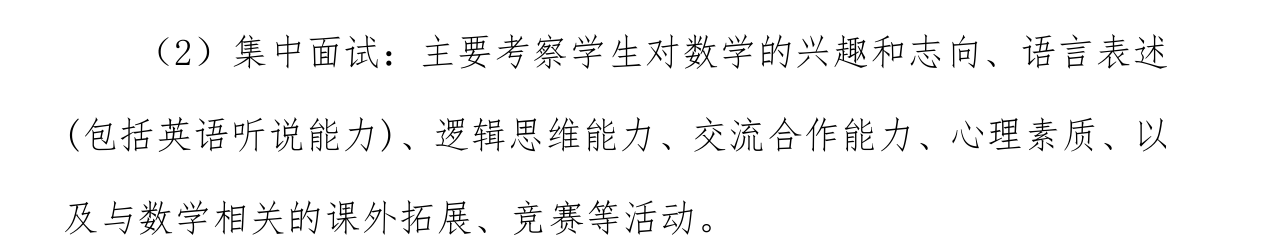 （2）集中面试：主要考察学生对数学的兴趣和志向、语言表述
(包括英语听说能力)、逻辑思维能力、交流合作能力、心理素质、以
及与数学相关的课外拓展、竞赛等活动。